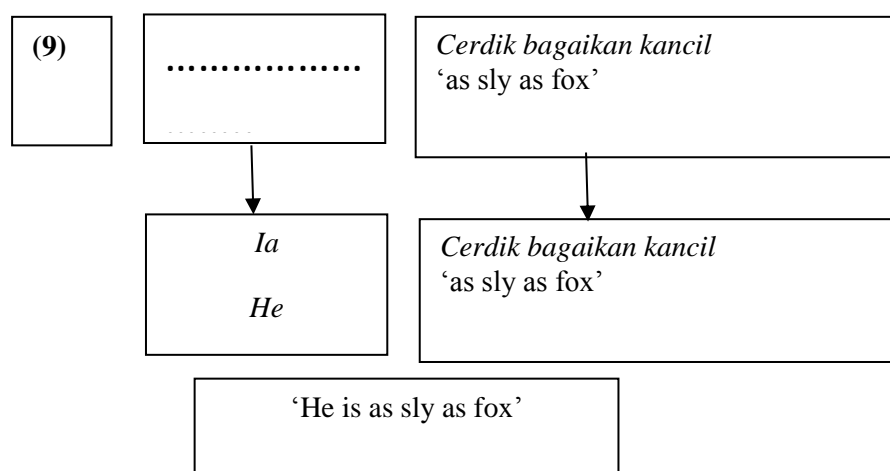 (9)
………………
........
Cerdik bagaikan kancil
‘as sly as fox’
Ia
He
Cerdik bagaikan kancil
‘as sly as fox’
‘He is as sly as fox’